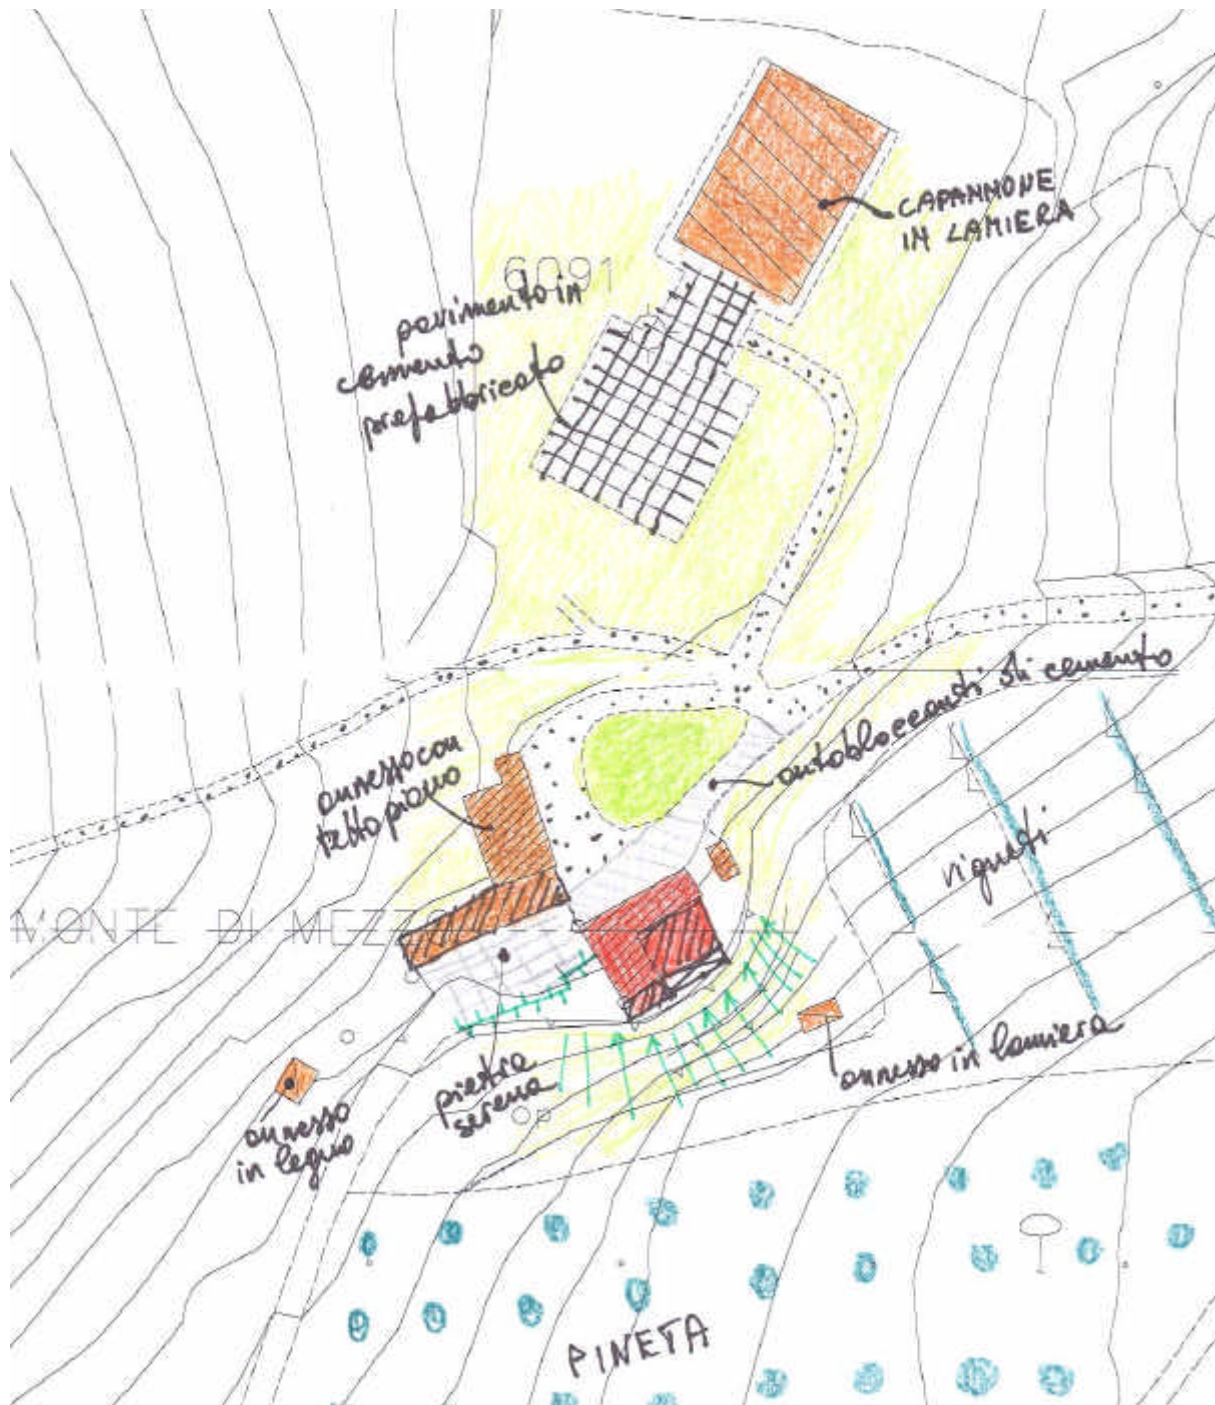 CAPANNONE
IN LAMIERA
6091
pavimento in
cemento
prefabbricato
autobloccanti di cemento
annesso con
tetto piano
vigneti
MONTE DI MEZZO
annesso in lamiera
pietra
serena
annesso
in legno
PINETA